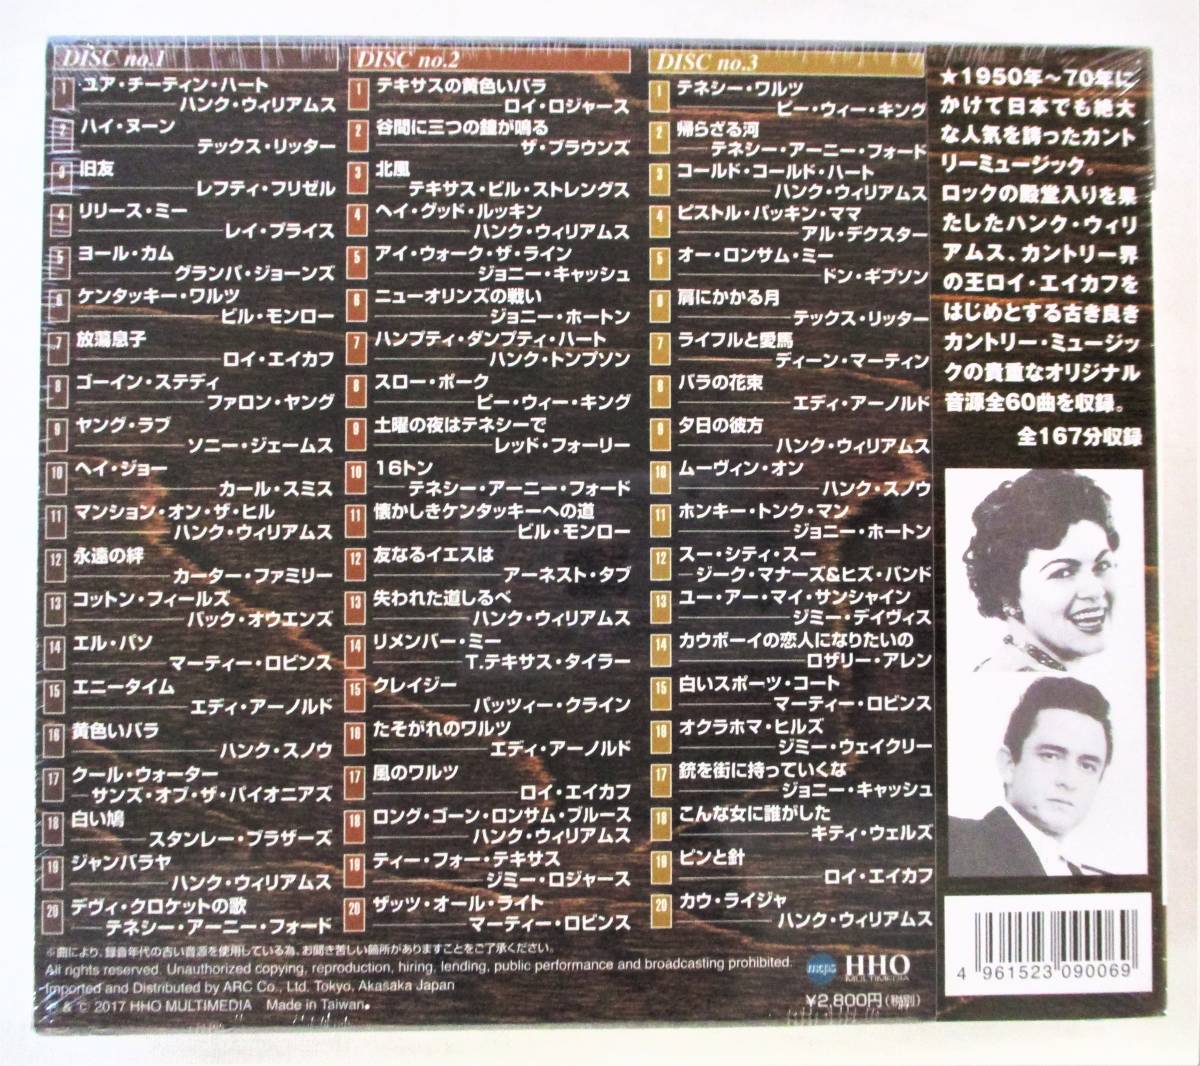 DISC no.1
1 ユア・チーティン・ハート
ハンク・ウィリアムス
2 ハイ・ヌーン
テックス・リッター
3 旧友
レフティ・フリゼル
4 リリース・ミー
レイ・プライス
5 ヨール・カム
グランパ・ジョーンズ
6 ケンタッキー・ワルツ
ビル・モンロー
7 放蕩息子
ロイ・エイカフ
8 ゴーイン・ステディ
ファロン・ヤング
9 ヤング・ラブ
ソニー・ジェームス
10 ヘイ・ジョー
カール・スミス
11 マンション・オン・ザ・ヒル
ハンク・ウィリアムス
12 永遠の絆
カーター・ファミリー
13 コットン・フィールズ
バック・オウエンズ
14 エル・パソ
マーティー・ロビンス
15 エニータイム
エディ・アーノルド
16 黄色いバラ
ハンク・スノウ
17 クール・ウォーター
サンズ・オブ・ザ・パイオニアズ
18 白い鳩
スタンレー・ブラザーズ
19 ジャンバラヤ
ハンク・ウィリアムス
20 デヴィ・クロケットの歌
テネシー・アーニー・フォード
DISC no.2
1 テキサスの黄色いバラ
ロイ・ロジャース
2 谷間に三つの鐘が鳴る
ザ・ブラウンズ
3 北風
テキサス・ビル・ストレングス
4 ヘイ・グッド・ルッキン
ハンク・ウィリアムス
5 アイ・ウォーク・ザ・ライン
ジョニー・キャッシュ
6 ニューオリンズの戦い
ジョニー・ホートン
7 ハンプティ・ダンプティ・ハート
ハンク・トンプソン
8 スロー・ポーク
ピー・ウィー・キング
9 土曜の夜はテネシーで
レッド・フォーリー
10 16トン
テネシー・アーニー・フォード
11 懐かしきケンタッキーへの道
ビル・モンロー
12 友なるイエスは
アーネスト・タブ
13 失われた道しるべ
ハンク・ウィリアムス
14 リメンバー・ミー
T.テキサス・タイラー
15 クレイジー
パッツィー・クライン
16 たそがれのワルツ
エディ・アーノルド
17 風のワルツ
ロイ・エイカフ
18 ロング・ゴーン・ロンサム・ブルース
ハンク・ウィリアムス
19 ティー・フォー・テキサス
ジミー・ロジャース
20 ザッツ・オール・ライト
マーティー・ロビンス
DISC no.3
1 テネシー・ワルツ
ピー・ウィー・キング
2 帰らざる河
テネシー・アーニー・フォード
3 コールド・コールド・ハート
ハンク・ウィリアムス
4 ピストル・パッキン・ママ
アル・デクスター
5 オー・ロンサム・ミー
ドン・ギブソン
6 肩にかかる月
テックス・リッター
7 ライフルと愛馬
ディーン・マーティン
8 バラの花束
エディ・アーノルド
9 夕日の彼方
ハンク・ウィリアムス
10 ムーヴィン・オン
ハンク・スノウ
11 ホンキー・トンク・マン
ジョニー・ホートン
12 スー・シティ・スー
ジーク・マナーズ&ヒズ・バンド
13 ユー・アー・マイ・サンシャイン
ジミー・デイヴィス
14 カウボーイの恋人になりたいの
ロザリー・アレン
15 白いスポーツ・コート
マーティー・ロビンス
16 オクラホマ・ヒルズ
ジミー・ウェイクリー
17 銃を街に持っていくな
ジョニー・キャッシュ
18 こんな女に誰がした
キティ・ウェルズ
19 ピンと針
ロイ・エイカフ
20 カウ・ライジャ
ハンク・ウィリアムス
★1950年〜70年に
かけて日本でも絶大
な人気を誇ったカント
リーミュージック。
ロックの殿堂入りを果
たしたハンク・ウィリ
アムス、カントリー界
の王ロイ・エイカフを
はじめとする古き良き
カントリー・ミュージッ
クの貴重なオリジナル
音源全60曲を収録。
全167分収録
※曲により、録音年代の古い音源を使用している為、お聞き苦しい箇所がありますことをご了承ください。
All rights reserved. Unauthorized copying, reproduction, hiring, lending, public performance and broadcasting prohibited.
Imported and Distributed by ARC Co., Ltd. Tokyo, Akasaka Japan
℗ & © 2017 HHO MULTIMEDIA Made in Taiwan.
mcps HHO
MULTIMEDIA
¥2,800円(税別)
4 961523 090069